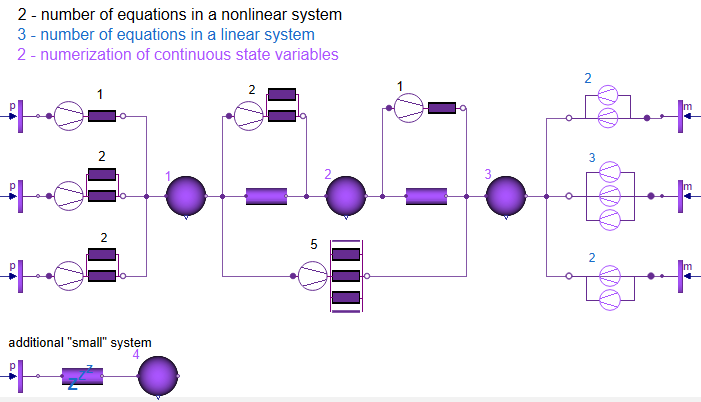 2 - number of equations in a nonlinear system
3 - number of equations in a linear system
2 - numerization of continuous state variables
2
1
2
1
p
m
2
3
p
1
2
3
m
2
5
2
p
m
additional "small" system
4
p
Z